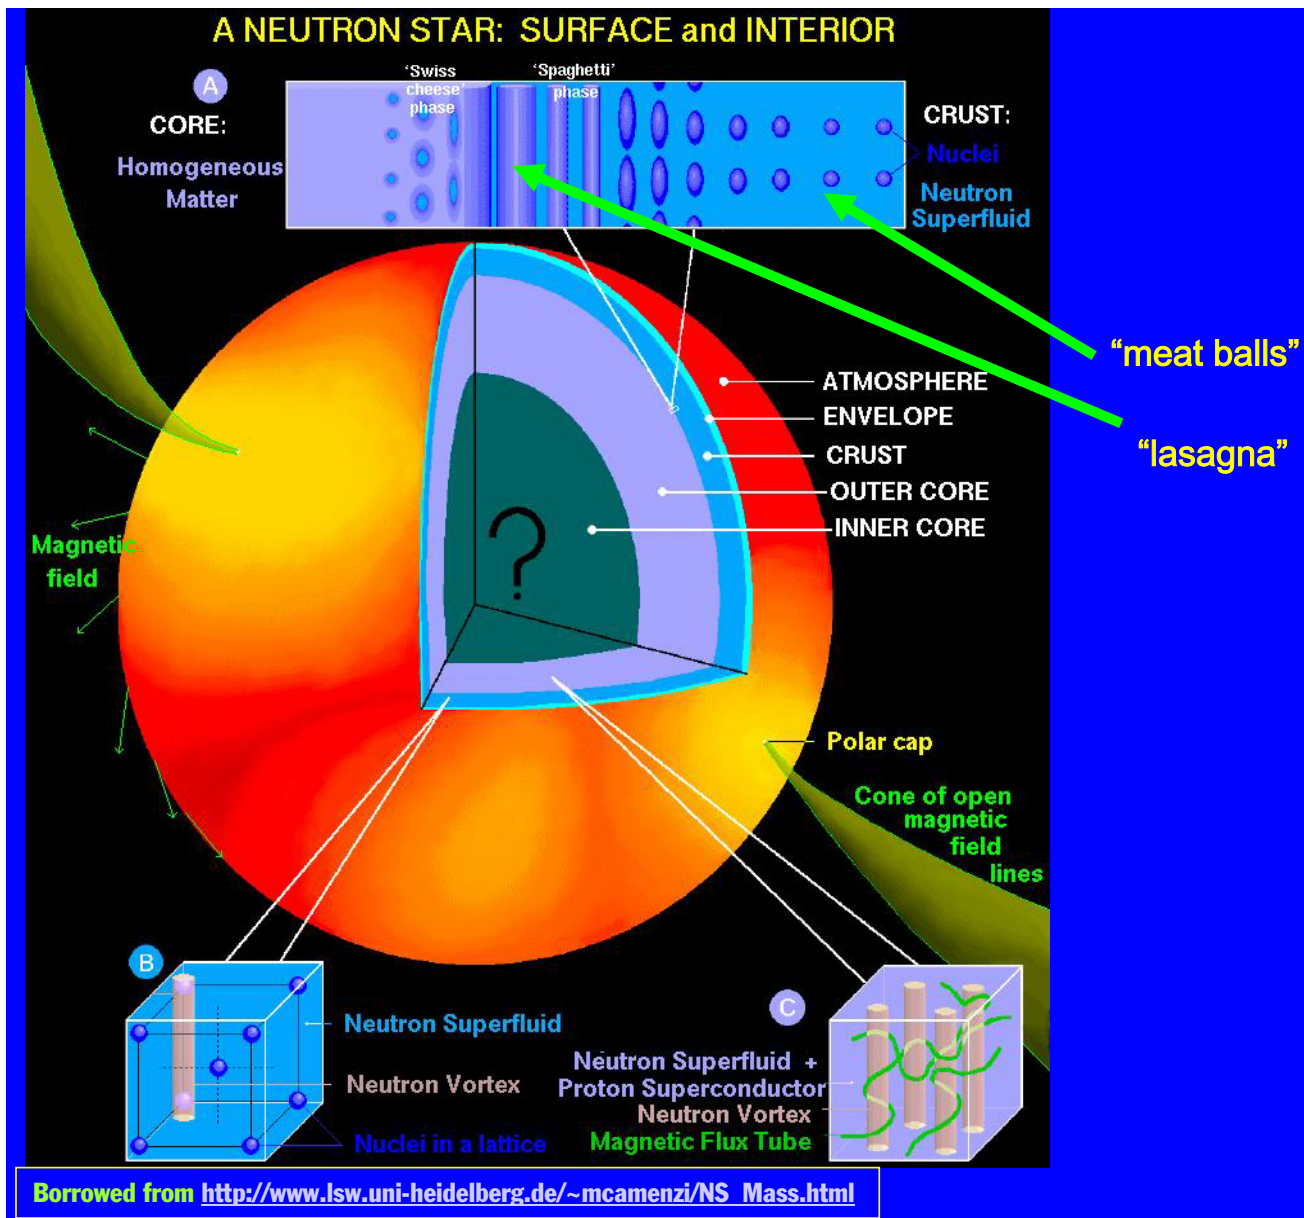 A NEUTRON STAR: SURFACE and INTERIOR
A
CORE:
Homogeneous
Matter
‘Swiss
cheese’
phase
‘Spaghetti’
phase
CRUST:
Nuclei
Neutron
Superfluid
“meat balls”
“lasagna”
ATMOSPHERE
ENVELOPE
CRUST
OUTER CORE
INNER CORE
?
Magnetic
field
Polar cap
Cone of open
magnetic
field
lines
B
Neutron Superfluid
Neutron Vortex
Nuclei in a lattice
C
Neutron Superfluid +
Proton Superconductor
Neutron Vortex
Magnetic Flux Tube
Borrowed from http://www.lsw.uni-heidelberg.de/~mcamenzi/NS_Mass.html